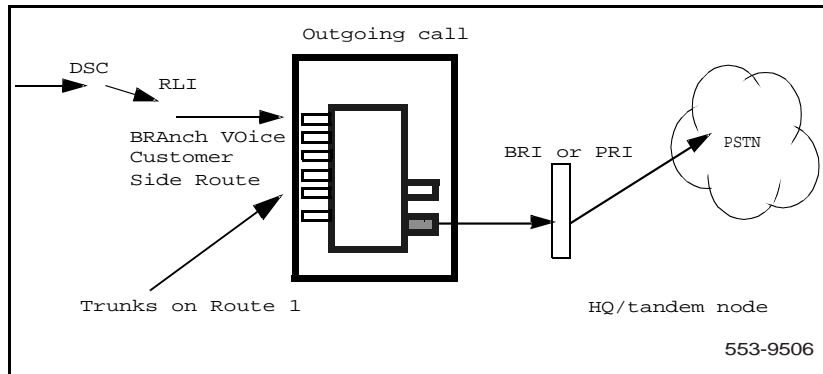 Outgoing call
DSC
RLI
BRAnch VOice
Customer
Side Route
BRI or PRI
PSTN
Trunks on Route 1
HQ/tandem node
553-9506